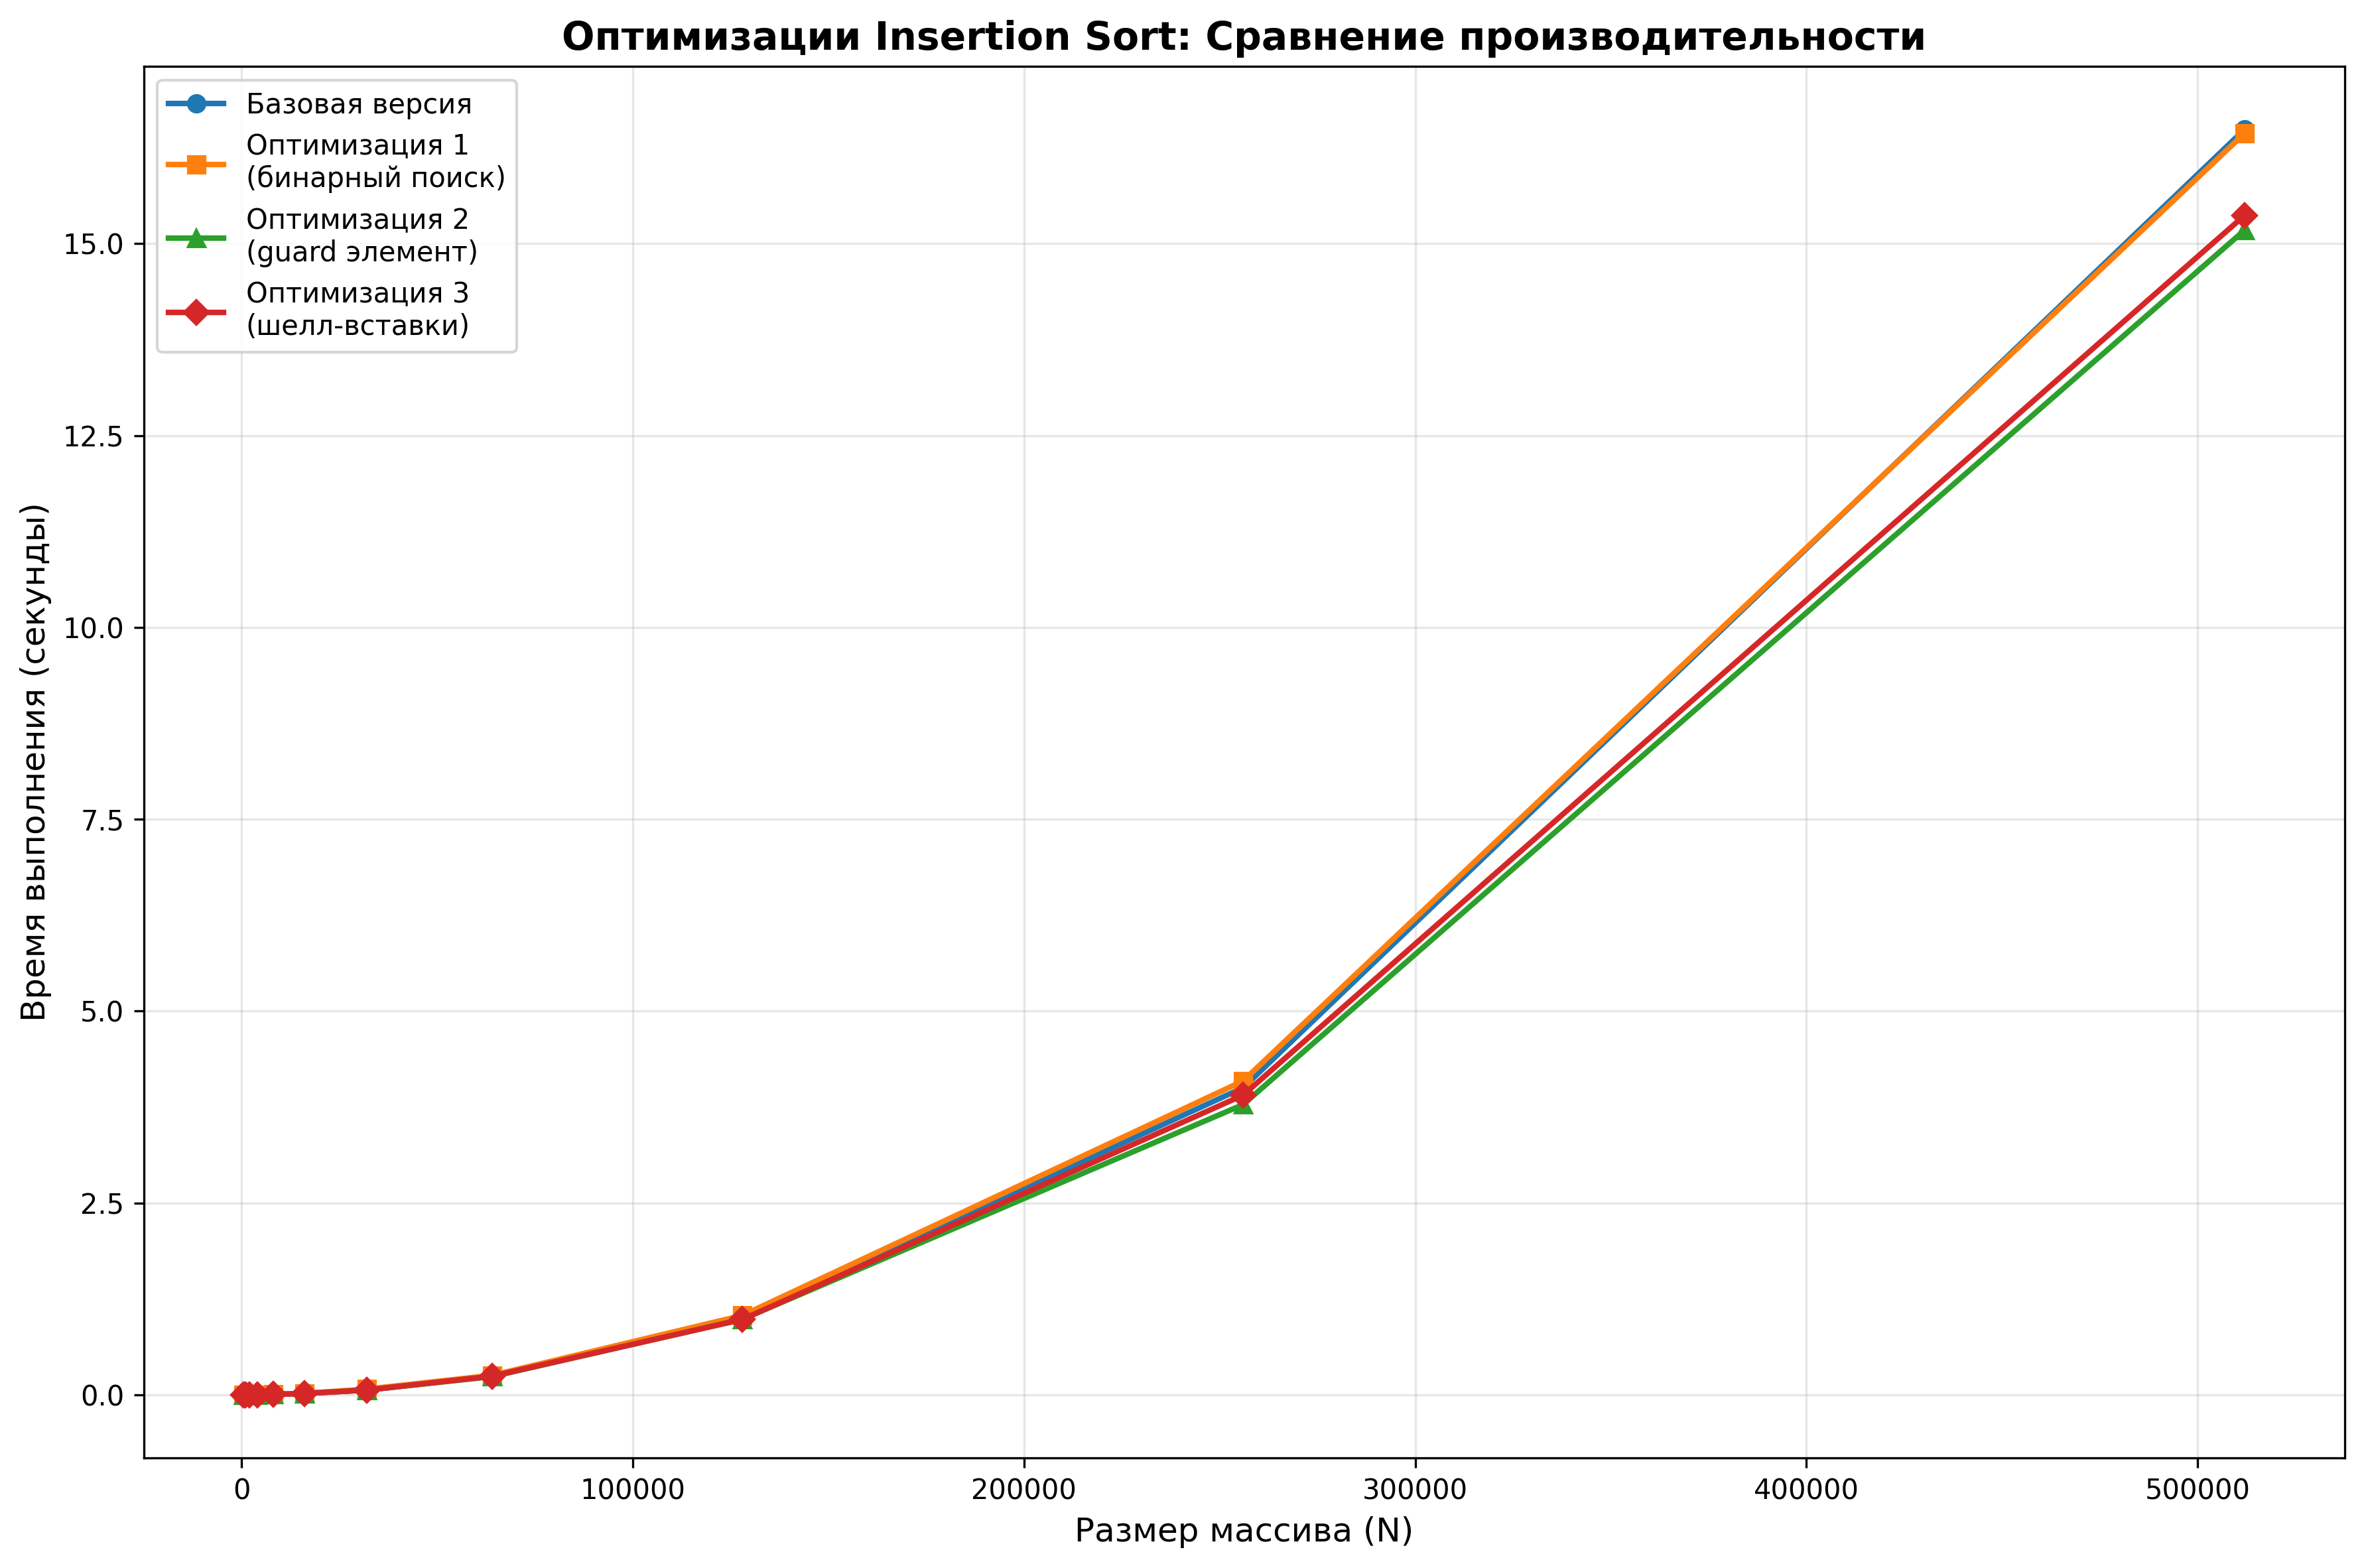 Оптимизации Insertion Sort: Сравнение производительности
Базовая версия
Оптимизация 1
(бинарный поиск)
Оптимизация 2
(guard элемент)
Оптимизация 3
(шелл-вставки)
Время выполнения (секунды)
15.0
12.5
10.0
7.5
5.0
2.5
0.0
0 100000 200000 300000 400000 500000
Размер массива (N)